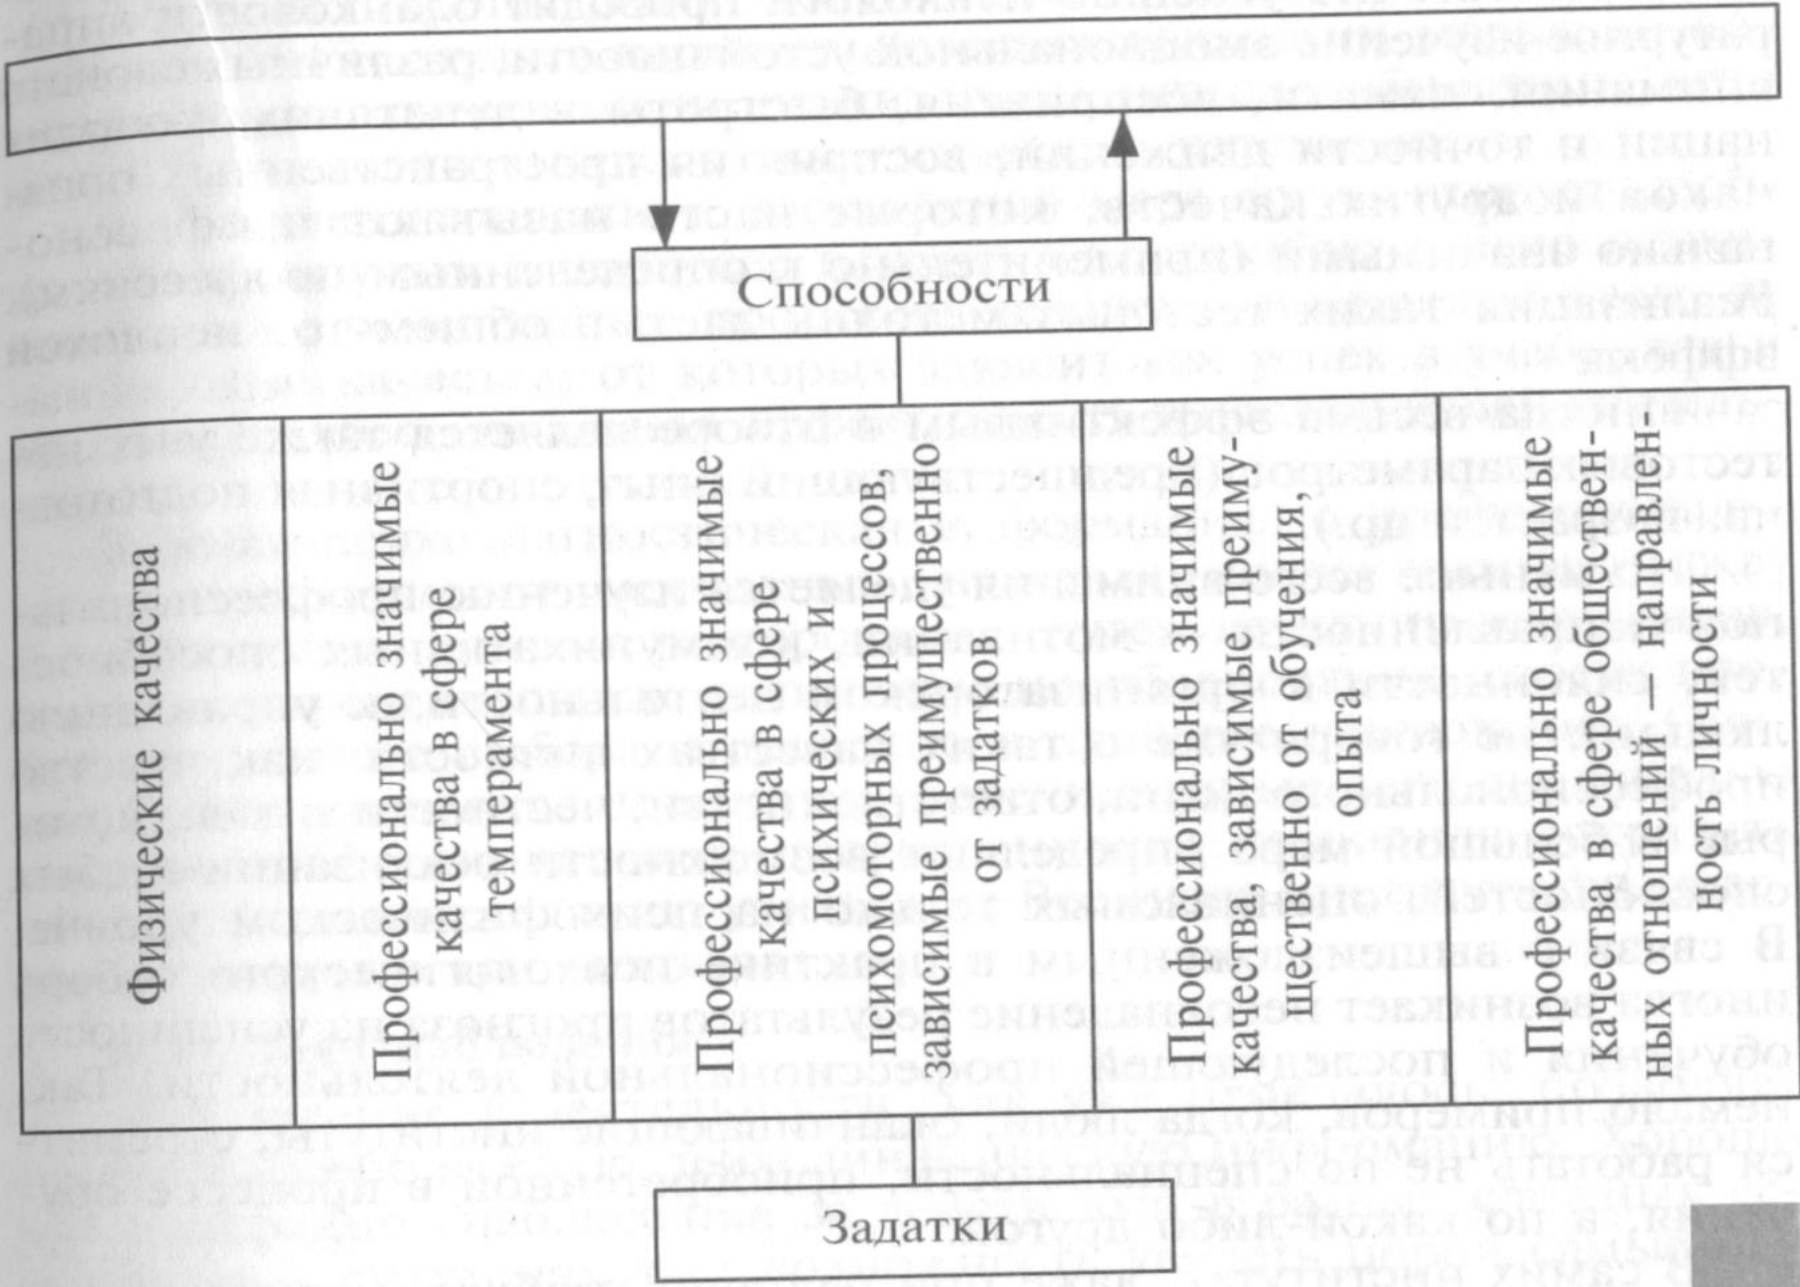 Способности
Физические качества
Профессионально значимые
качества в сфере
темперамента
Профессионально значимые
качества в сфере
психических и
психомоторных процессов,
зависимые преимущественно
от задатков
Профессионально значимые
качества, зависимые преиму-
щественно от обучения,
опыта
Профессионально значимые
качества в сфере обществен-
ных отношений – направлен-
ность личности
Задатки